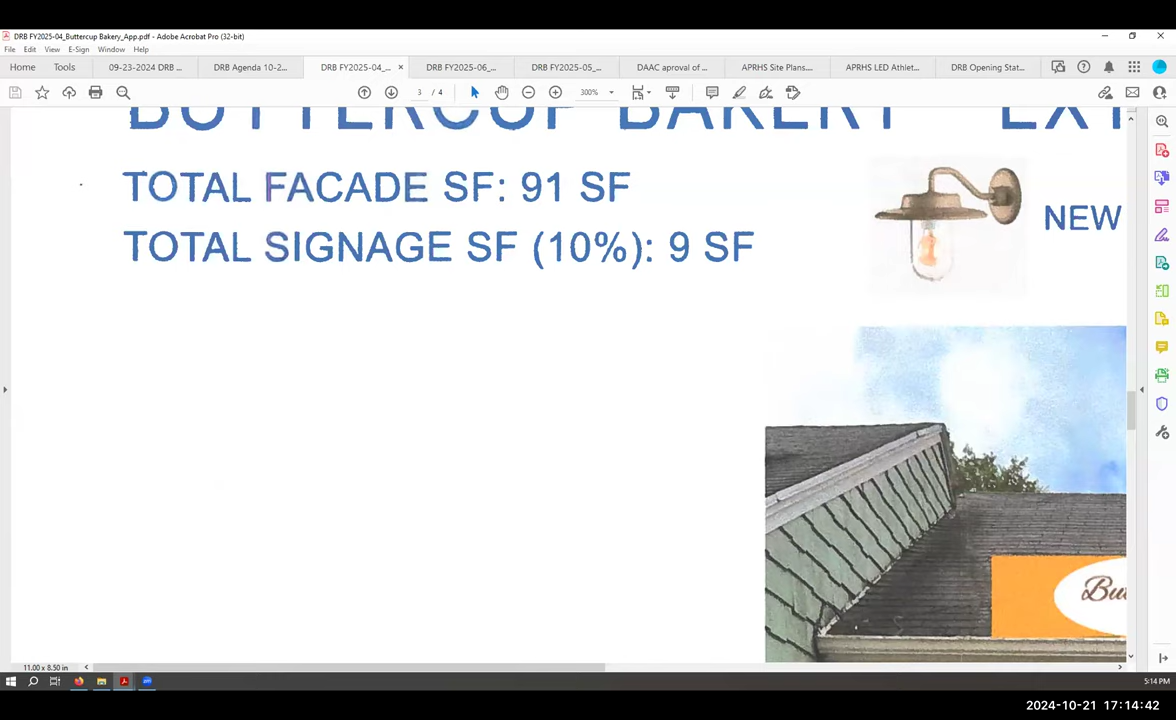 DRB FY2025-04_Buttercup Bakery_App.pdf - Adobe Acrobat Pro (32-bit)
File Edit View E-Sign Window Help
Home Tools 09-23-2024 DRB ... DRB Agenda 10-2... DRB FY2025-04_... × DRB FY2025-06_... DRB FY2025-05_... DAAC aproval of ... APRHS Site Plans.... APRHS LED Athlet... DRB Opening Stat...
3 / 4 300%
BUTTERCUP BAKERY EXT
TOTAL FACADE SF: 91 SF
TOTAL SIGNAGE SF (10%): 9 SF
NEW
Bu
11.00 x 8.50 in
5:14 PM
2024-10-21 17:14:42